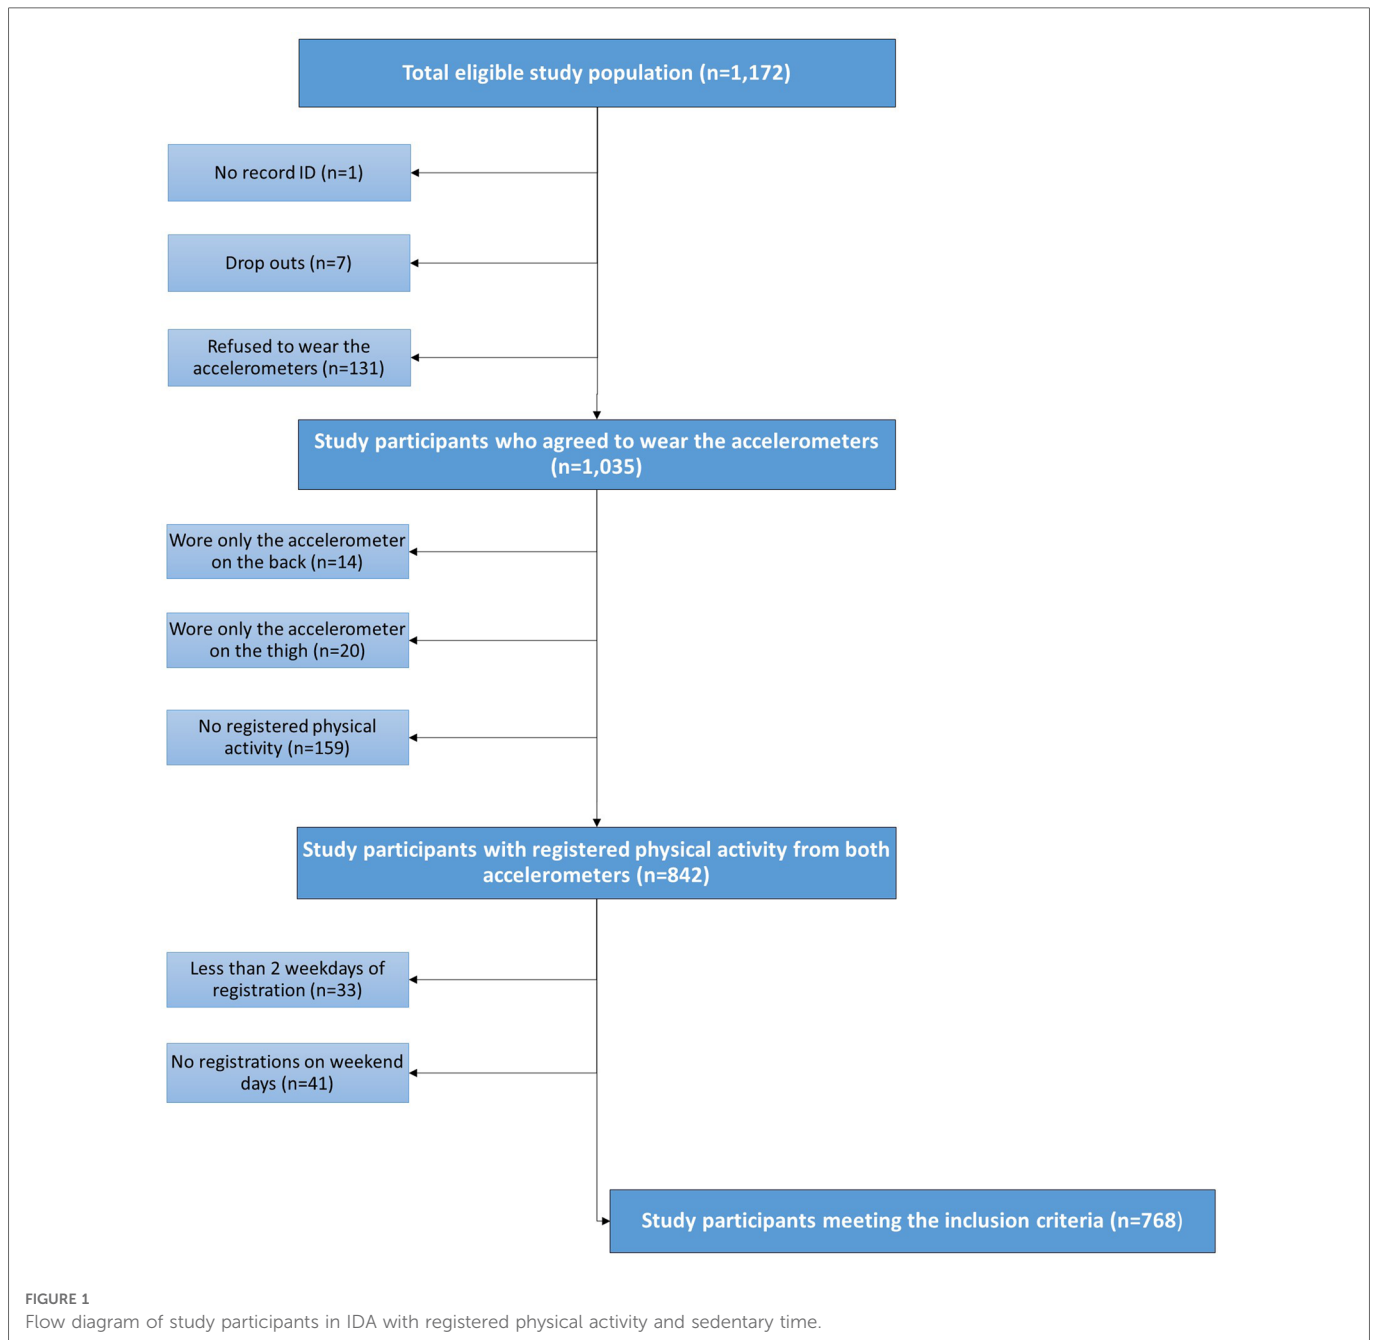 Total eligible study population (n=1,172)
No record ID (n=1)
Drop outs (n=7)
Refused to wear the
accelerometers (n=131)
Study participants who agreed to wear the accelerometers
(n=1,035)
Wore only the accelerometer
on the back (n=14)
Wore only the accelerometer
on the thigh (n=20)
No registered physical
activity (n=159)
Study participants with registered physical activity from both
accelerometers (n=842)
Less than 2 weekdays of
registration (n=33)
No registrations on weekend
days (n=41)
Study participants meeting the inclusion criteria (n=768)
FIGURE 1
Flow diagram of study participants in IDA with registered physical activity and sedentary time.